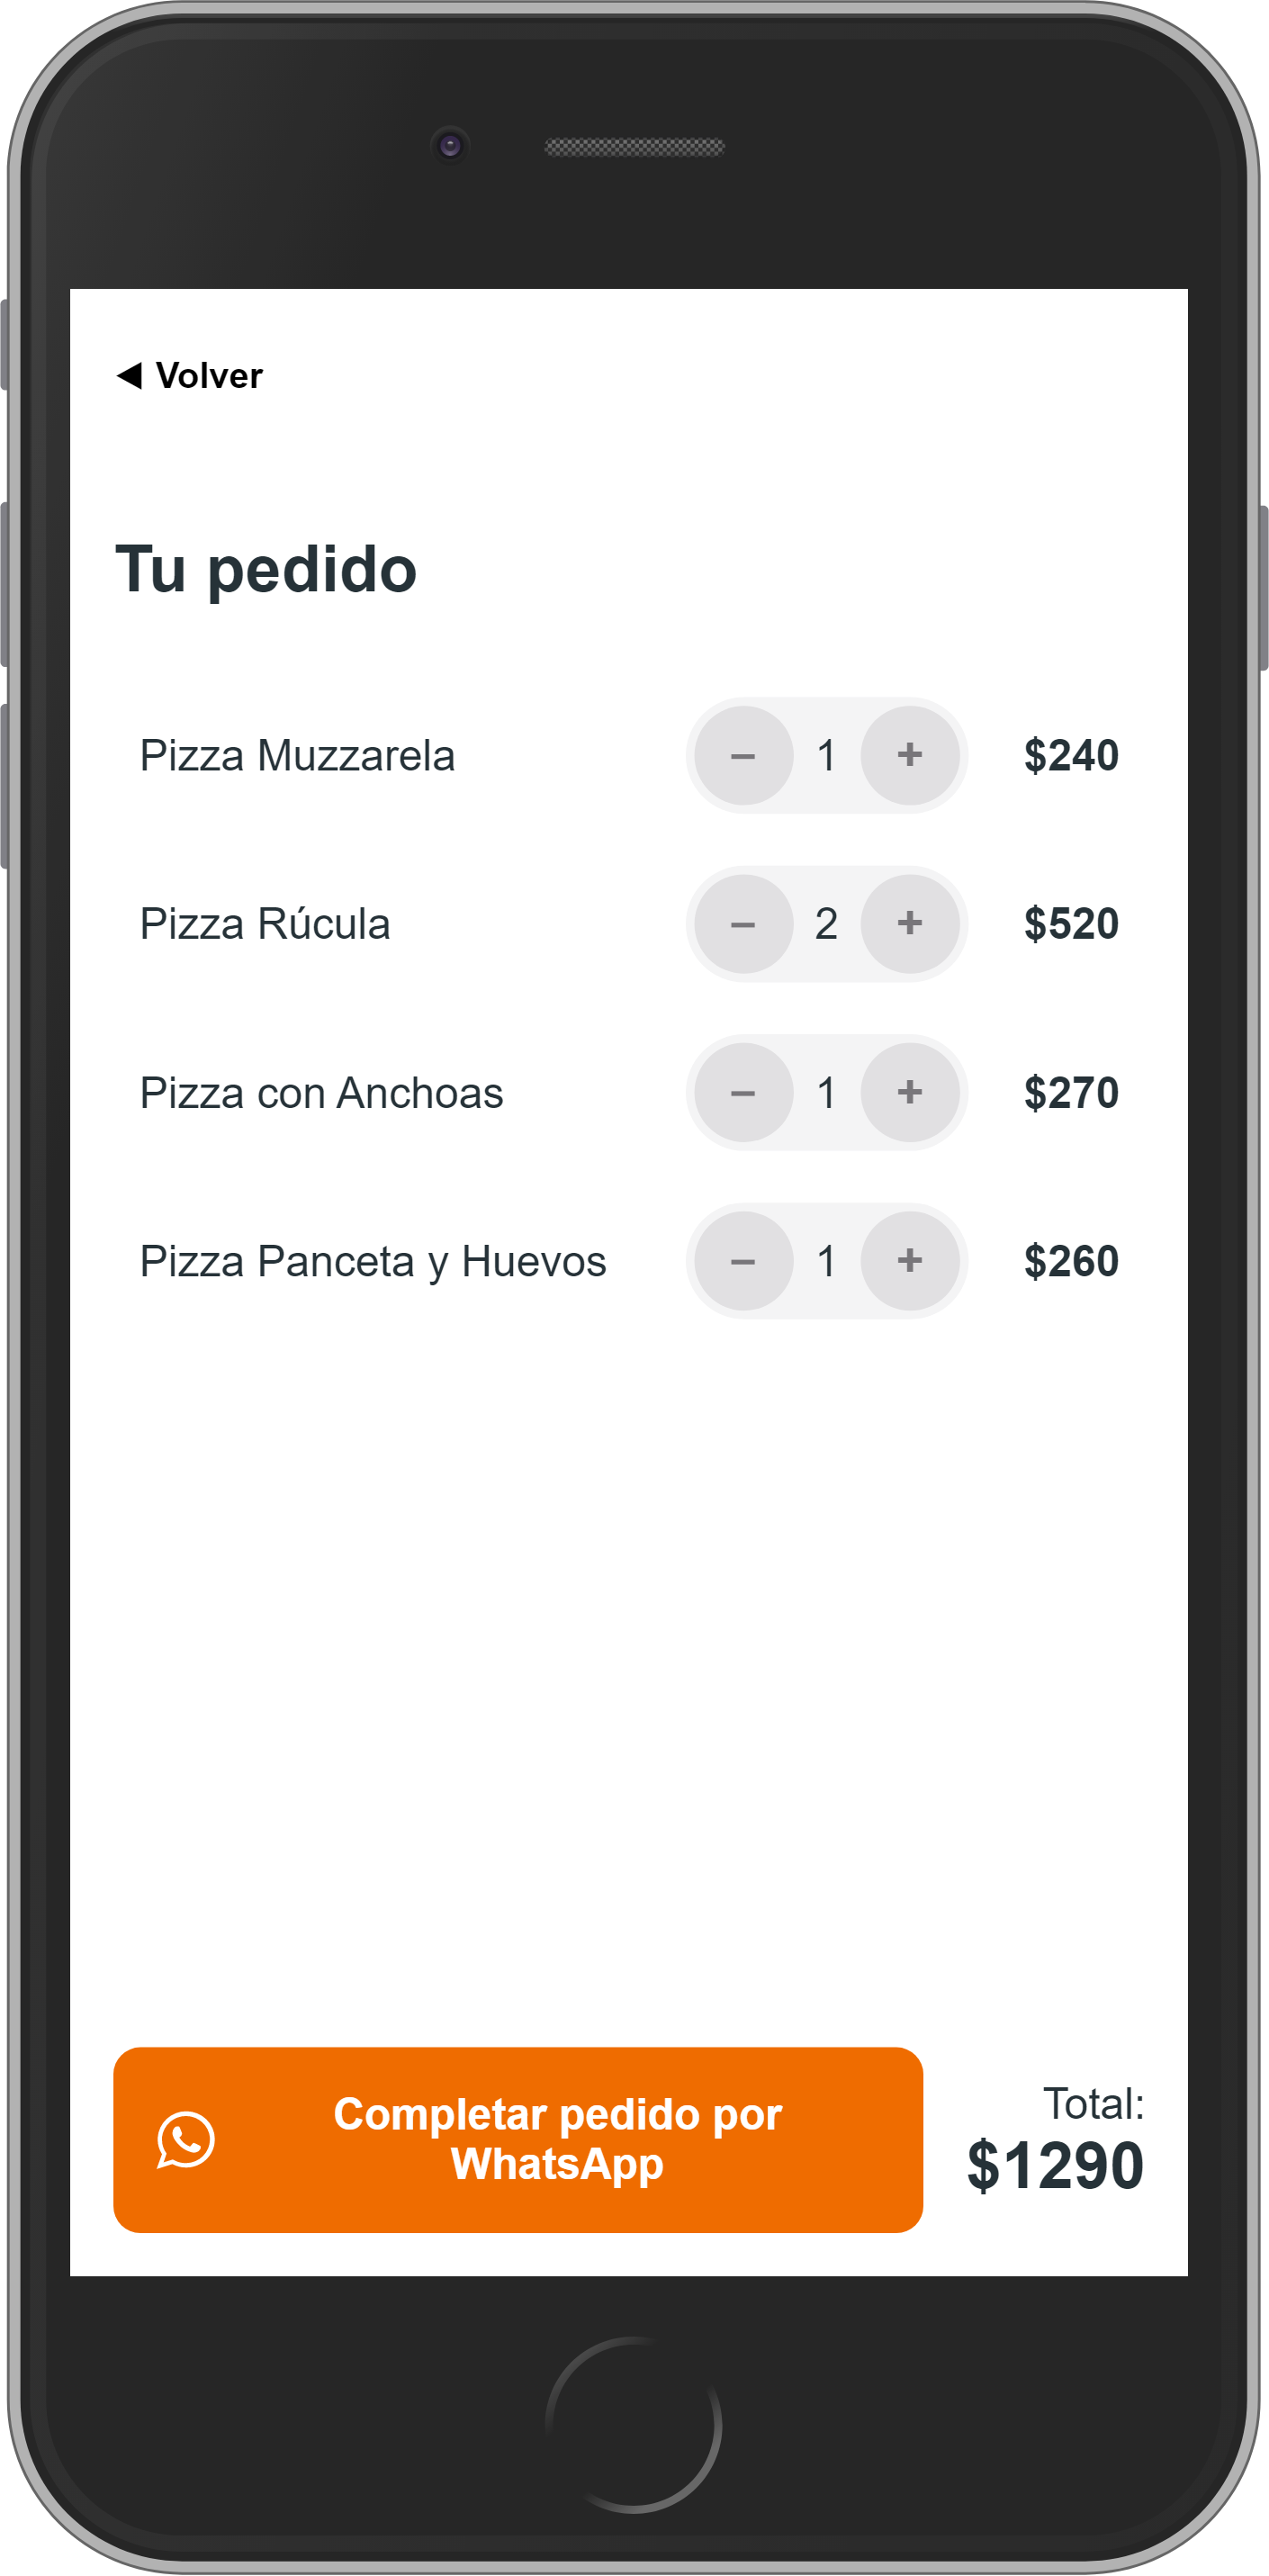 ◀ Volver
Tu pedido
Pizza Muzzarela – 1 + $240
Pizza Rúcula – 2 + $520
Pizza con Anchoas – 1 + $270
Pizza Panceta y Huevos – 1 + $260
Completar pedido por
WhatsApp
Total:
$1290